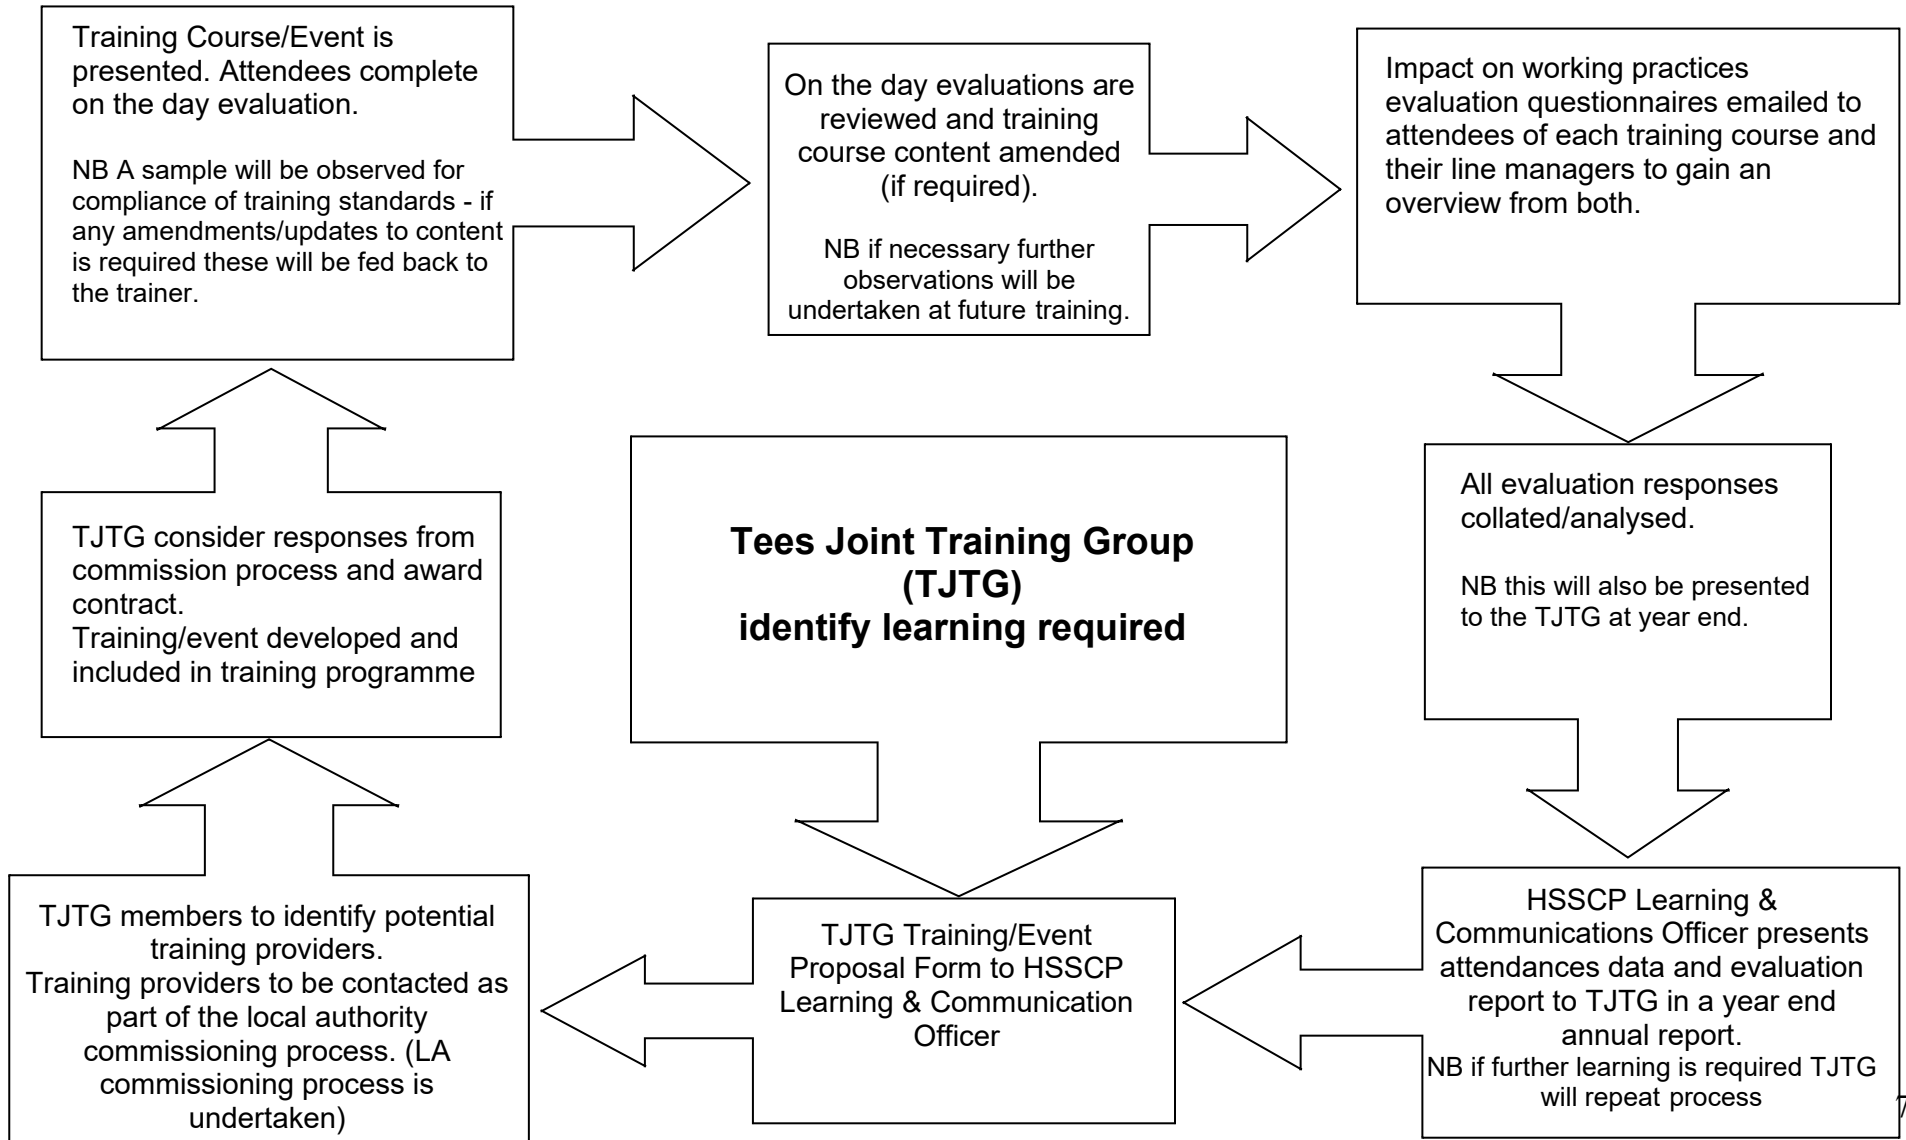 Training Course/Event is
presented. Attendees complete
on the day evaluation.
NB A sample will be observed for
compliance of training standards - if
any amendments/updates to content
is required these will be fed back to
the trainer.
On the day evaluations are
reviewed and training
course content amended
(if required).
NB if necessary further
observations will be
undertaken at future training.
Impact on working practices
evaluation questionnaires emailed to
attendees of each training course and
their line managers to gain an
overview from both.
All evaluation responses
collated/analysed.
NB this will also be presented
to the TJTG at year end.
HSSCP Learning &
Communications Officer presents
attendances data and evaluation
report to TJTG in a year end
annual report.
NB if further learning is required TJTG
will repeat process
Tees Joint Training Group
(TJTG)
identify learning required
TJTG Training/Event
Proposal Form to HSSCP
Learning & Communication
Officer
TJTG members to identify potential
training providers.
Training providers to be contacted as
part of the local authority
commissioning process. (LA
commissioning process is
undertaken)
TJTG consider responses from
commission process and award
contract.
Training/event developed and
included in training programme